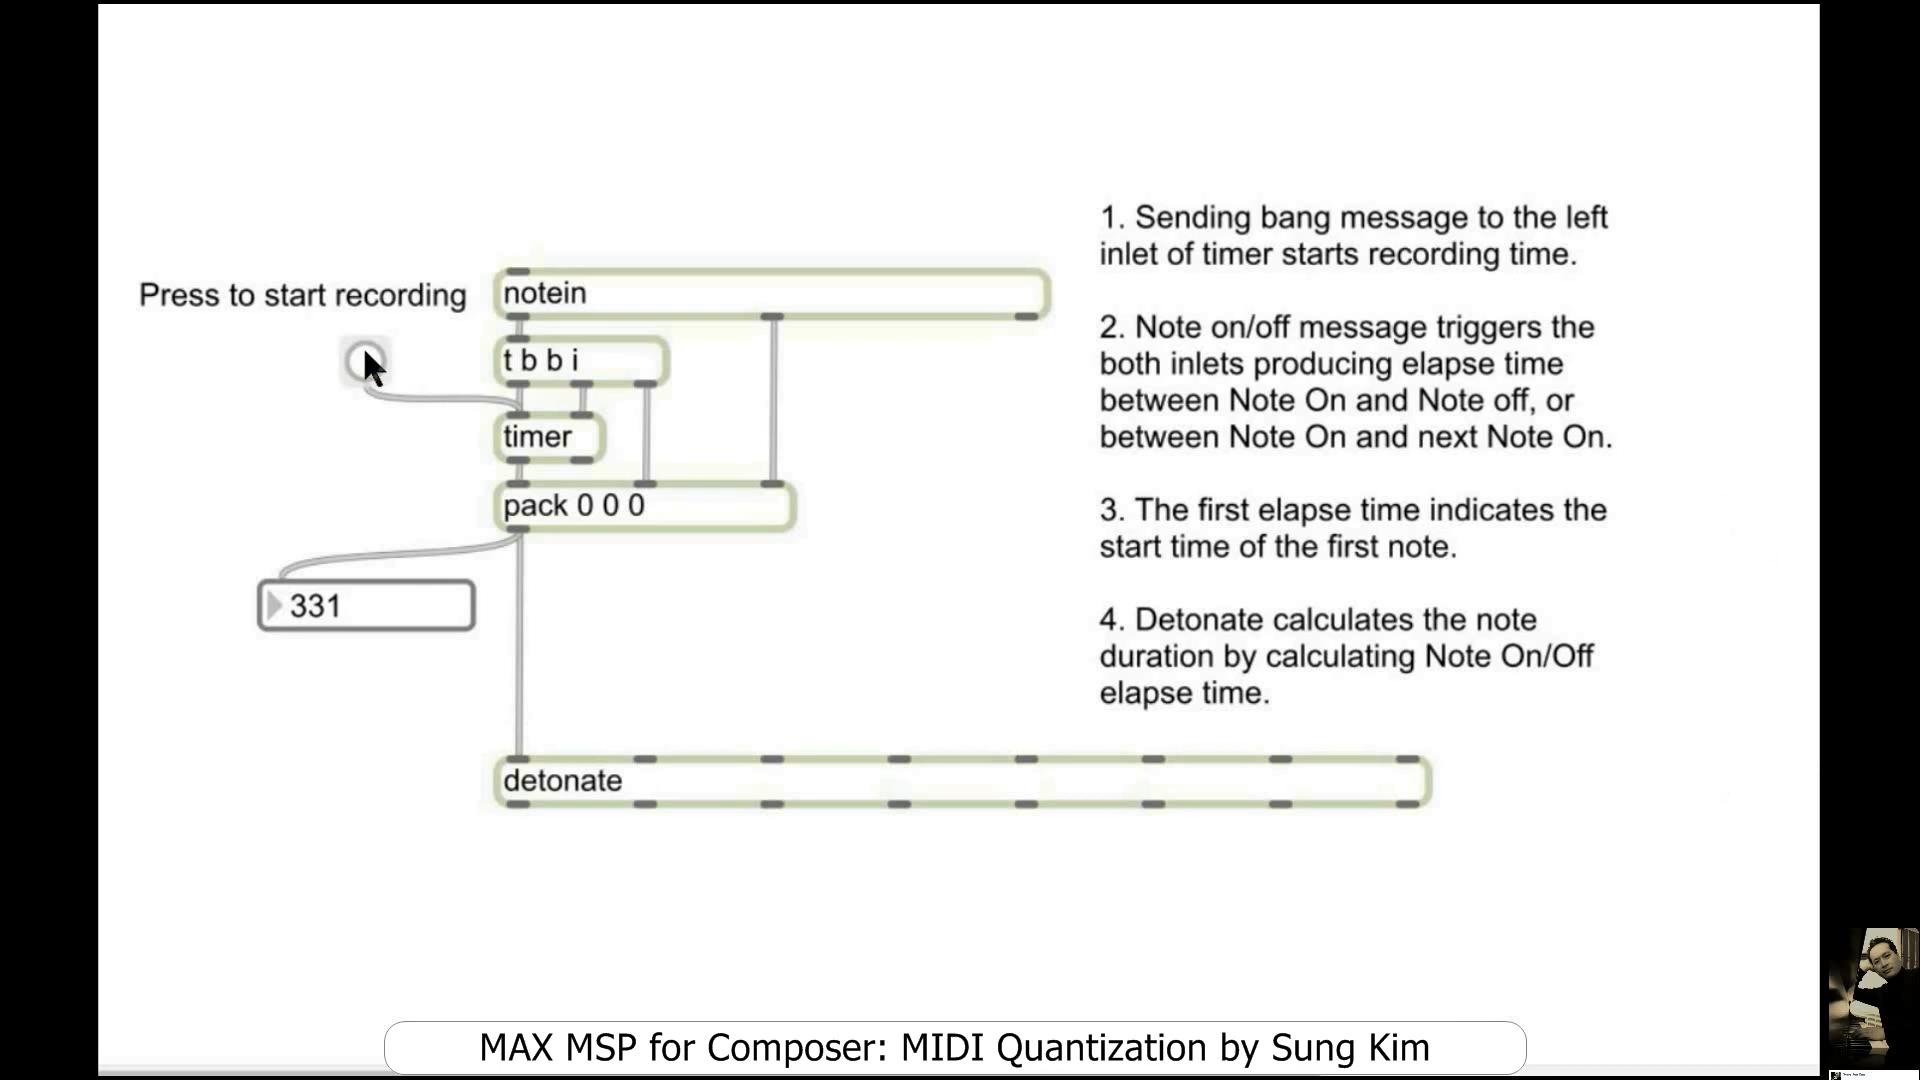 Press to start recording
notein
t b b i
timer
pack 0 0 0
331
detonate
1. Sending bang message to the left
inlet of timer starts recording time.
2. Note on/off message triggers the
both inlets producing elapse time
between Note On and Note off, or
between Note On and next Note On.
3. The first elapse time indicates the
start time of the first note.
4. Detonate calculates the note
duration by calculating Note On/Off
elapse time.
MAX MSP for Composer: MIDI Quantization by Sung Kim